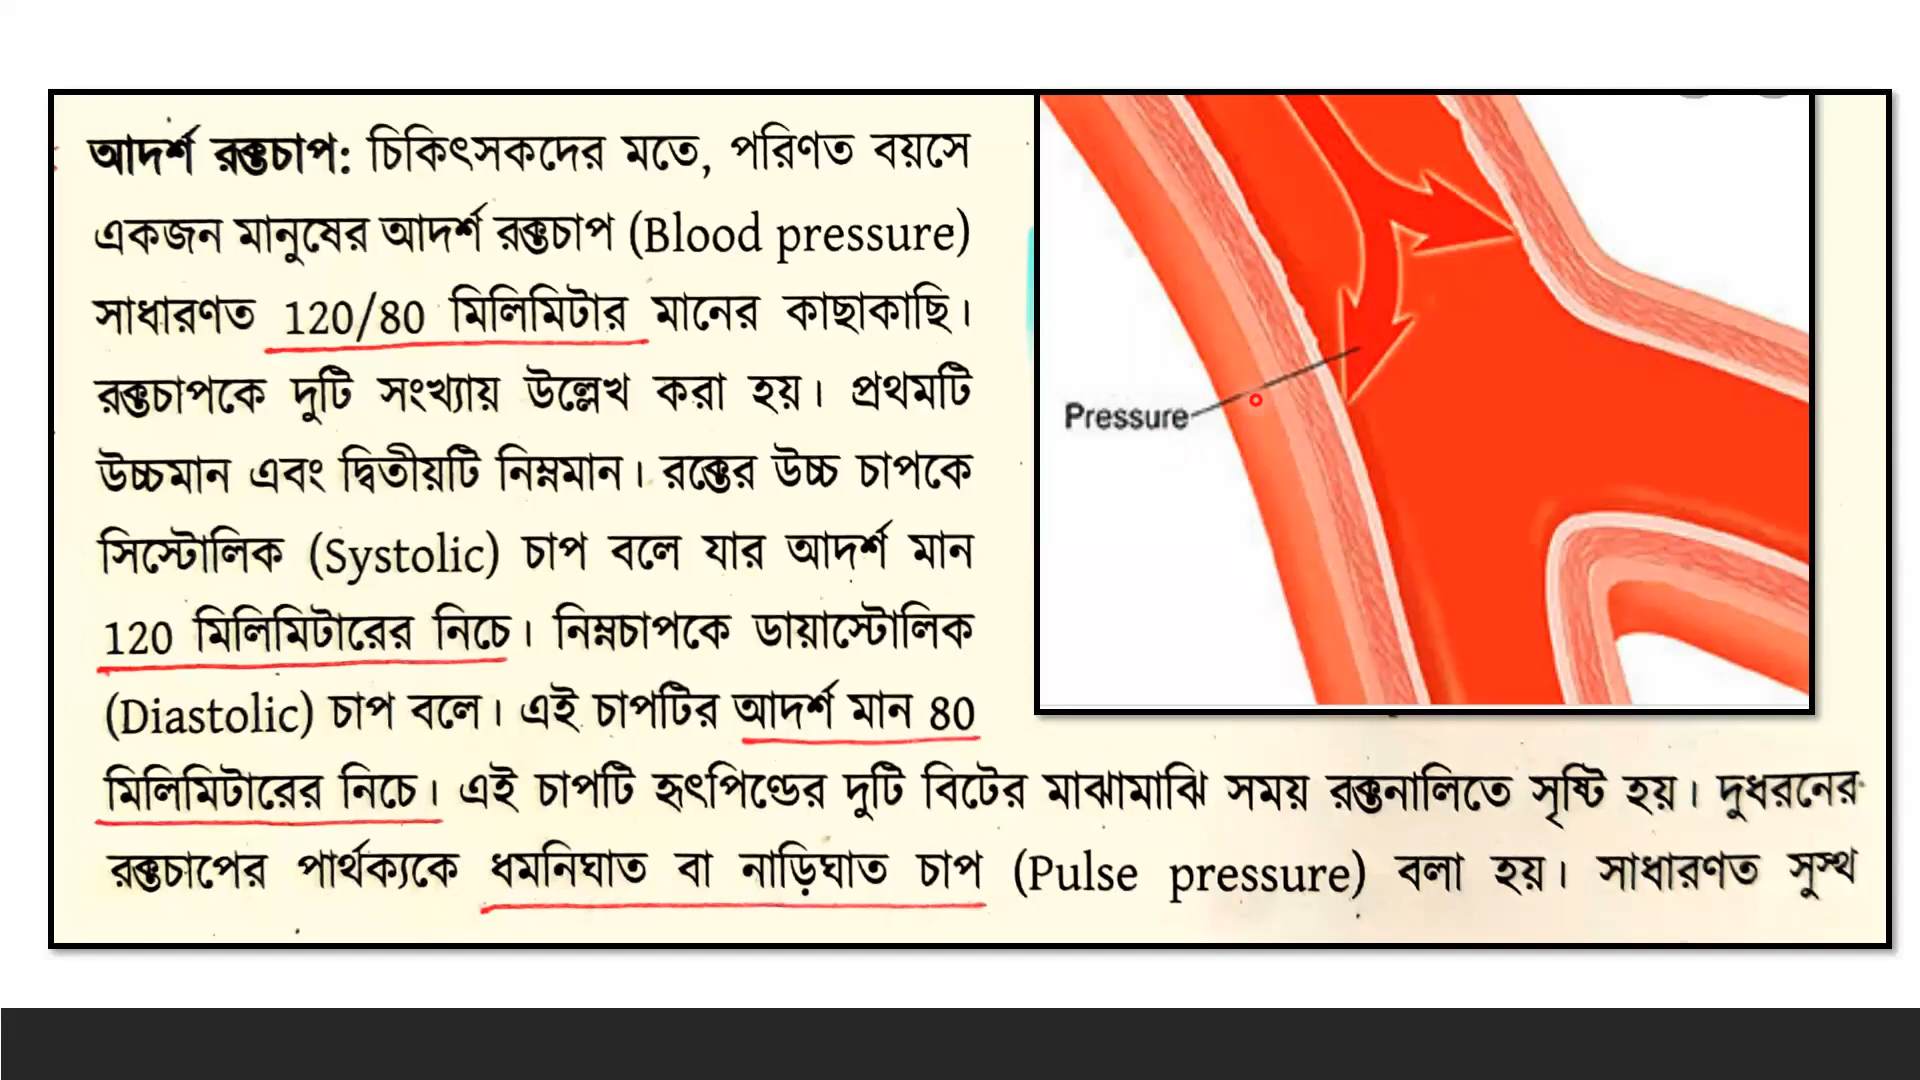 আদর্শ রক্তচাপ: চিকিৎসকদের মতে, পরিণত বয়সে
একজন মানুষের আদর্শ রক্তচাপ (Blood pressure)
সাধারণত 120/80 মিলিমিটার মানের কাছাকাছি।
রক্তচাপকে দুটি সংখ্যায় উল্লেখ করা হয়। প্রথমটি
উচ্চমান এবং দ্বিতীয়টি নিম্নমান। রক্তের উচ্চ চাপকে
সিস্টোলিক (Systolic) চাপ বলে যার আদর্শ মান
120 মিলিমিটারের নিচে। নিম্নচাপকে ডায়াস্টোলিক
(Diastolic) চাপ বলে। এই চাপটির আদর্শ মান 80
মিলিমিটারের নিচে। এই চাপটি হৃৎপিণ্ডের দুটি বিটের মাঝামাঝি সময় রক্তনালিতে সৃষ্টি হয়। দুধরনের
রক্তচাপের পার্থক্যকে ধমনিঘাত বা নাড়িঘাত চাপ (Pulse pressure) বলা হয়। সাধারণত সুস্থ
Pressure